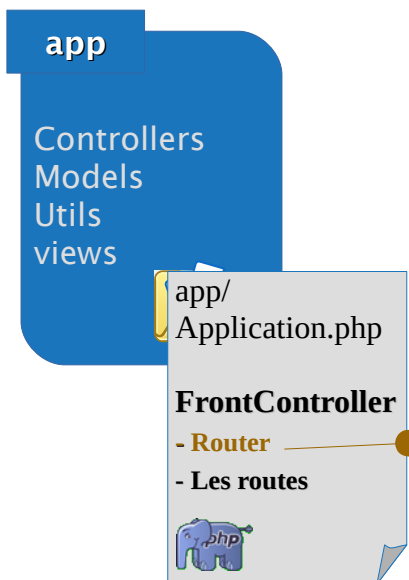 app
Controllers
Models
Utils
views
app/
Application.php
FrontController
- Router
- Les routes
php